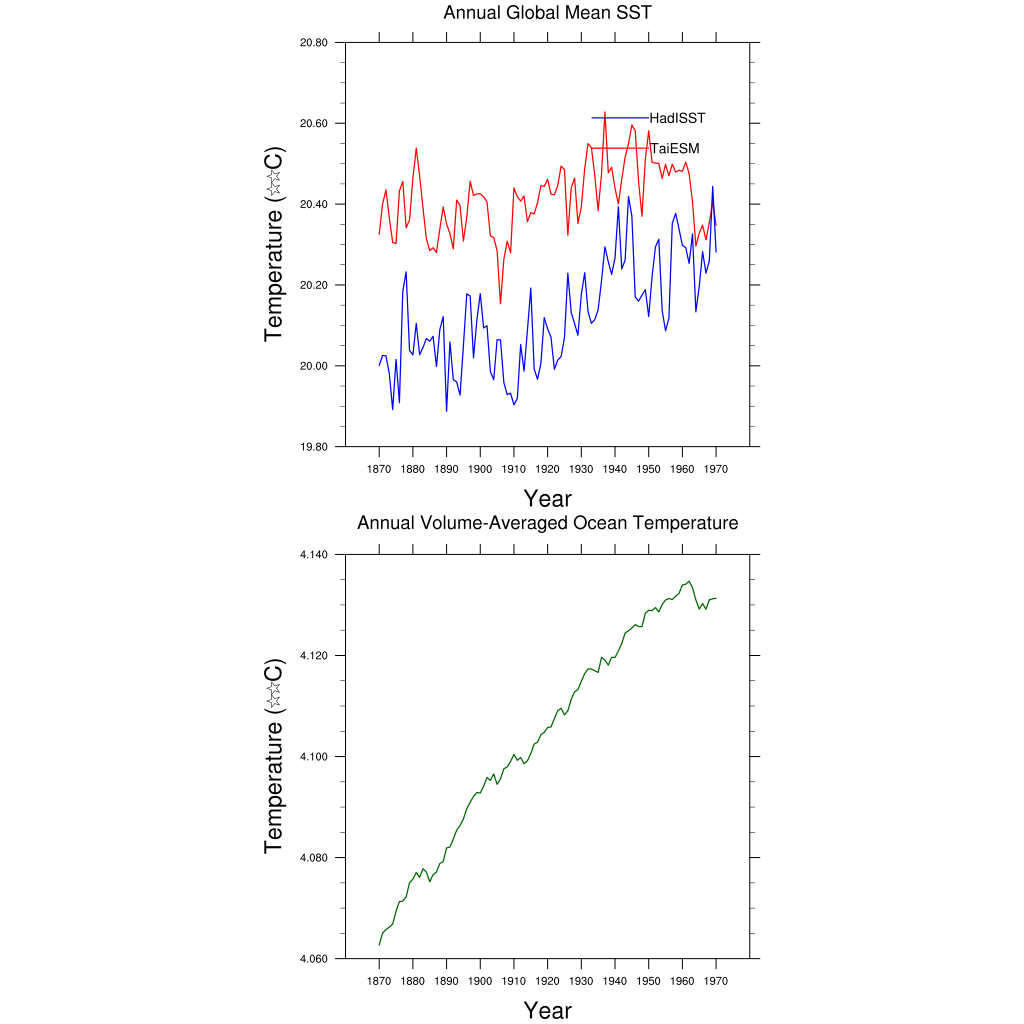 Annual Global Mean SST
Temperature (☆☆C)
20.80
20.60
20.40
20.20
20.00
19.80
HadISST
TaiESM
1870 1880 1890 1900 1910 1920 1930 1940 1950 1960 1970
Year
Annual Volume-Averaged Ocean Temperature
Temperature (☆☆C)
4.140
4.120
4.100
4.080
4.060
1870 1880 1890 1900 1910 1920 1930 1940 1950 1960 1970
Year